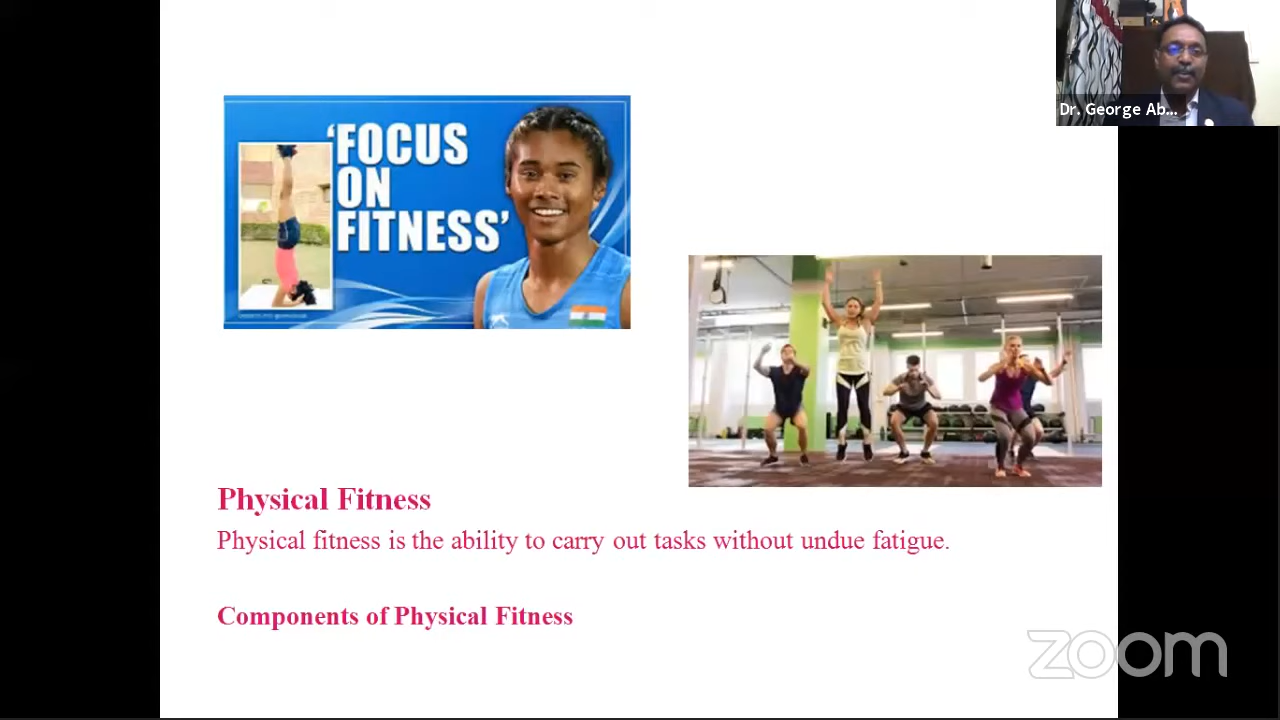 Dr. George Ab...
'FOCUS
ON
FITNESS'
Physical Fitness
Physical fitness is the ability to carry out tasks without undue fatigue.
Components of Physical Fitness
zoom